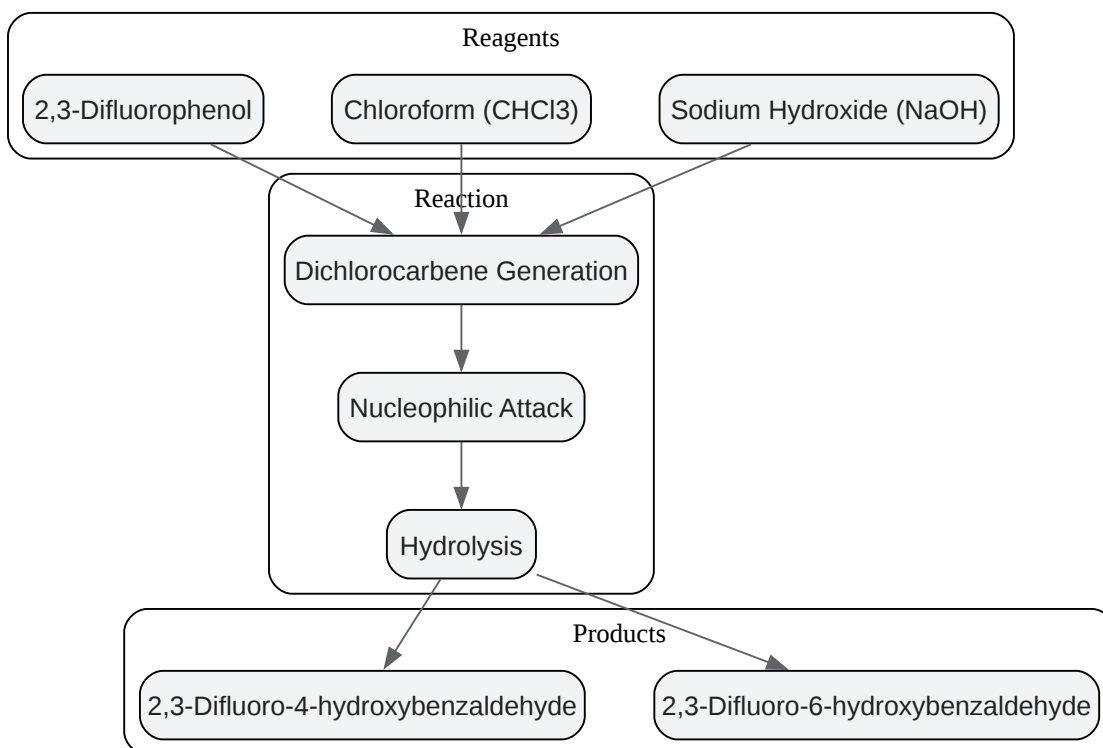 Reagents
2,3-Difluorophenol
Chloroform (CHCl3)
Sodium Hydroxide (NaOH)
Reaction
Dichlorocarbene Generation
Nucleophilic Attack
Hydrolysis
Products
2,3-Difluoro-4-hydroxybenzaldehyde
2,3-Difluoro-6-hydroxybenzaldehyde